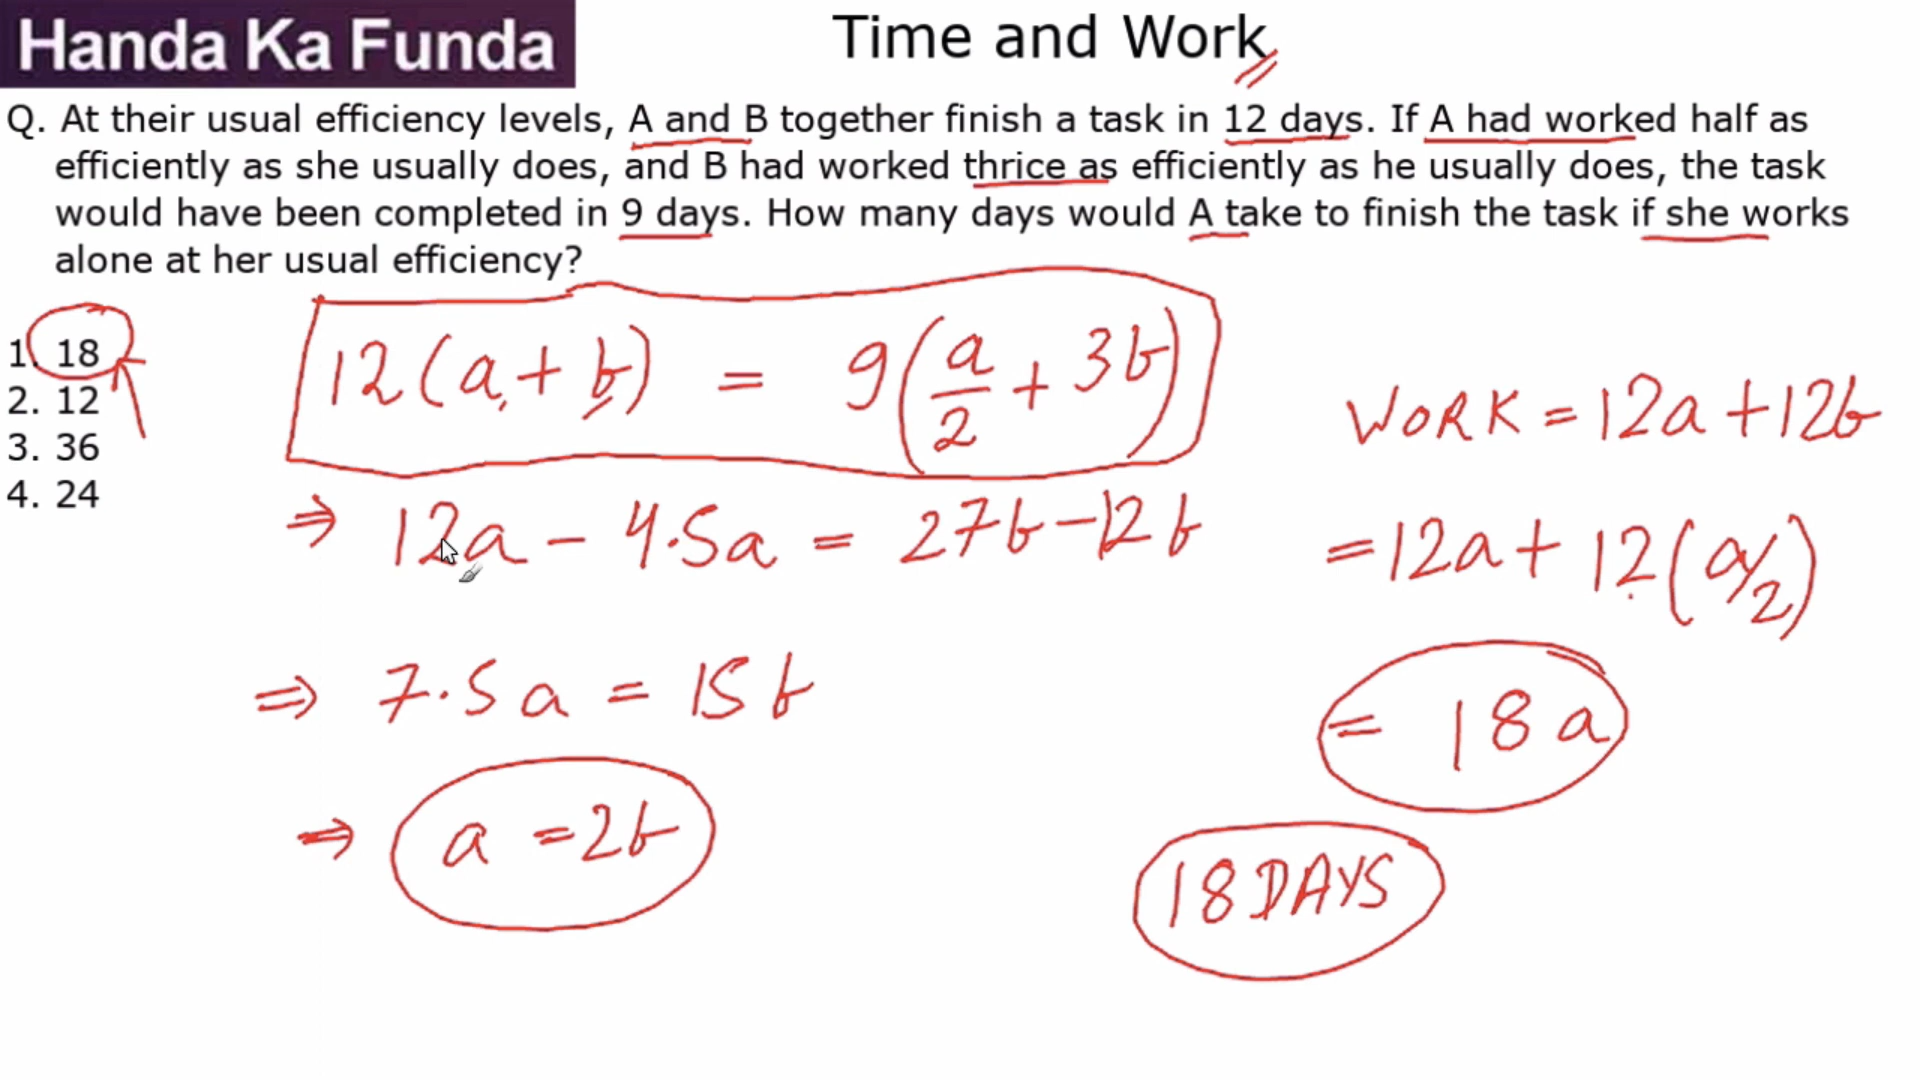 Handa Ka Funda
Time and Work
Q. At their usual efficiency levels, A and B together finish a task in 12 days. If A had worked half as
efficiently as she usually does, and B had worked thrice as efficiently as he usually does, the task
would have been completed in 9 days. How many days would A take to finish the task if she works
alone at her usual efficiency?
1. 18
2. 12
3. 36
4. 24
12(a+b) = 9(a/2 + 3b)
⇒ 12a - 4.5a = 27b - 12b
⇒ 7.5a = 15b
⇒ a = 2b
WORK = 12a + 12b
= 12a + 12(a/2)
= 18a
18 DAYS